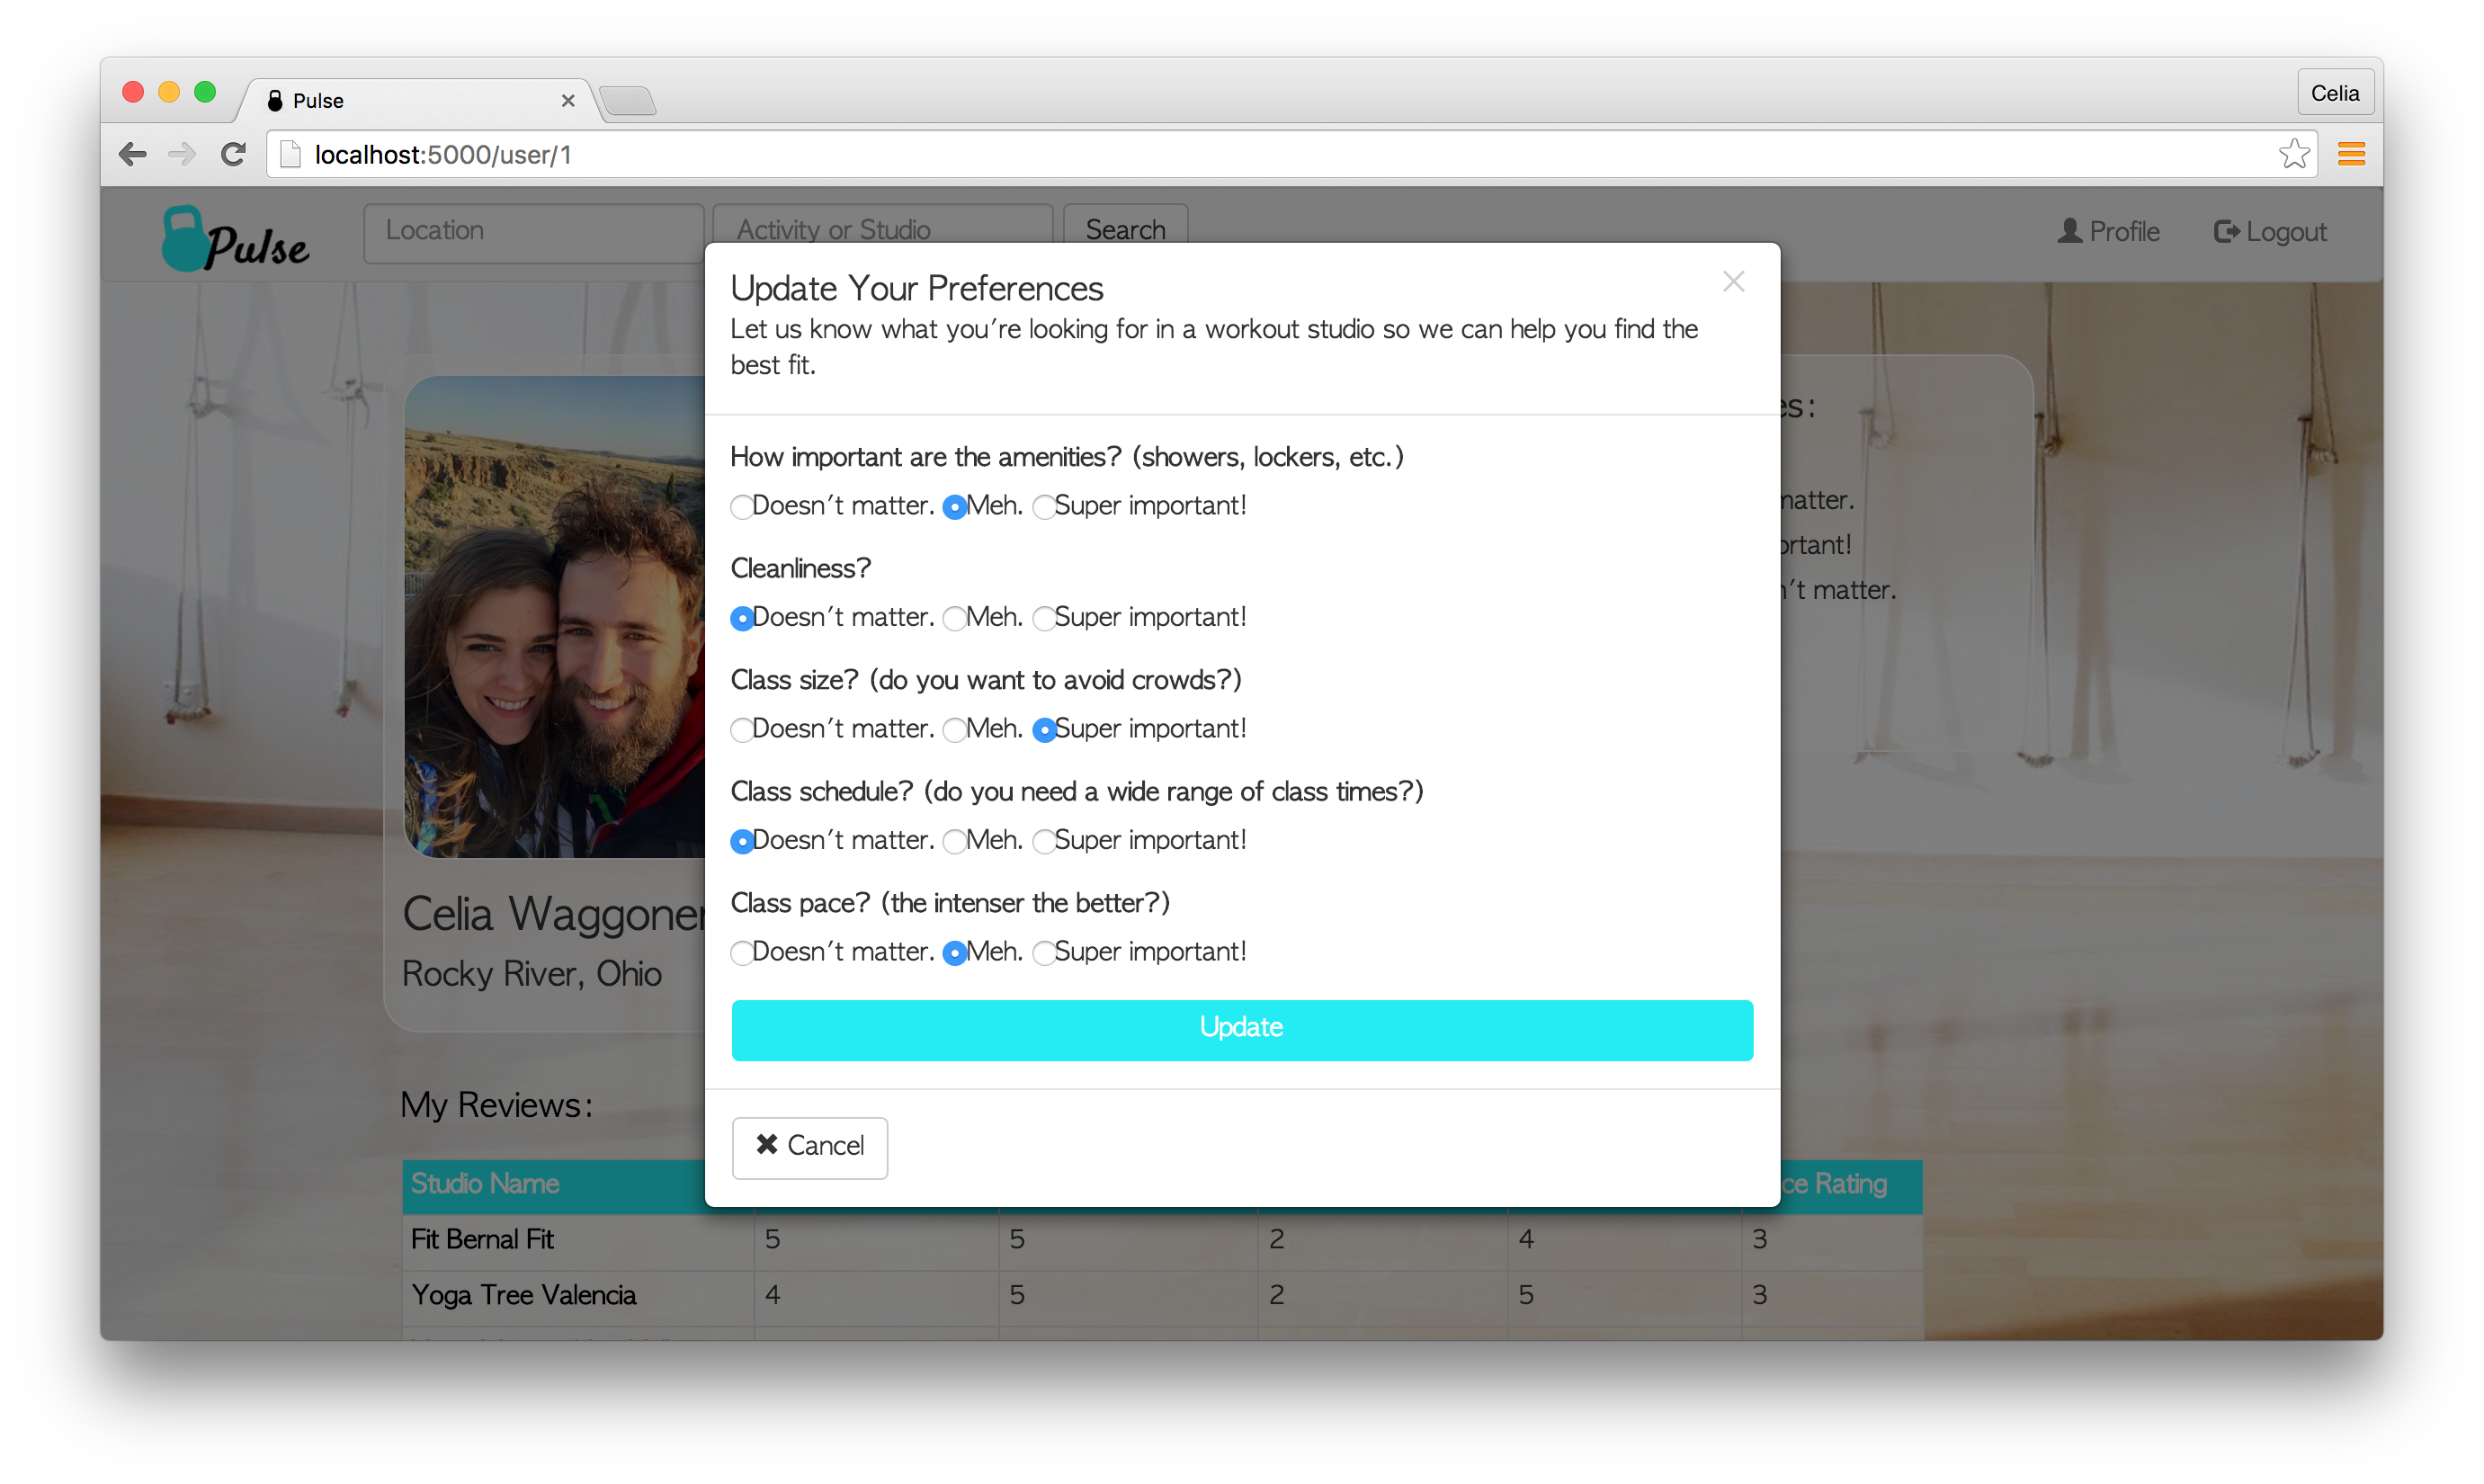 Pulse
Celia
localhost:5000/user/1
Pulse
Location
Activity or Studio
Search
Profile
Logout
Update Your Preferences
Let us know what you're looking for in a workout studio so we can help you find the
best fit.
How important are the amenities? (showers, lockers, etc.)
Doesn't matter. Meh. Super important!
Cleanliness?
Doesn't matter. Meh. Super important!
Class size? (do you want to avoid crowds?)
Doesn't matter. Meh. Super important!
Class schedule? (do you need a wide range of class times?)
Doesn't matter. Meh. Super important!
Class pace? (the intenser the better?)
Doesn't matter. Meh. Super important!
Update
Cancel
es:
matter.
ortant!
n't matter.
Celia Waggoner
Rocky River, Ohio
My Reviews:
Studio Name ce Rating
Fit Bernal Fit 5 5 2 4 3
Yoga Tree Valencia 4 5 2 5 3